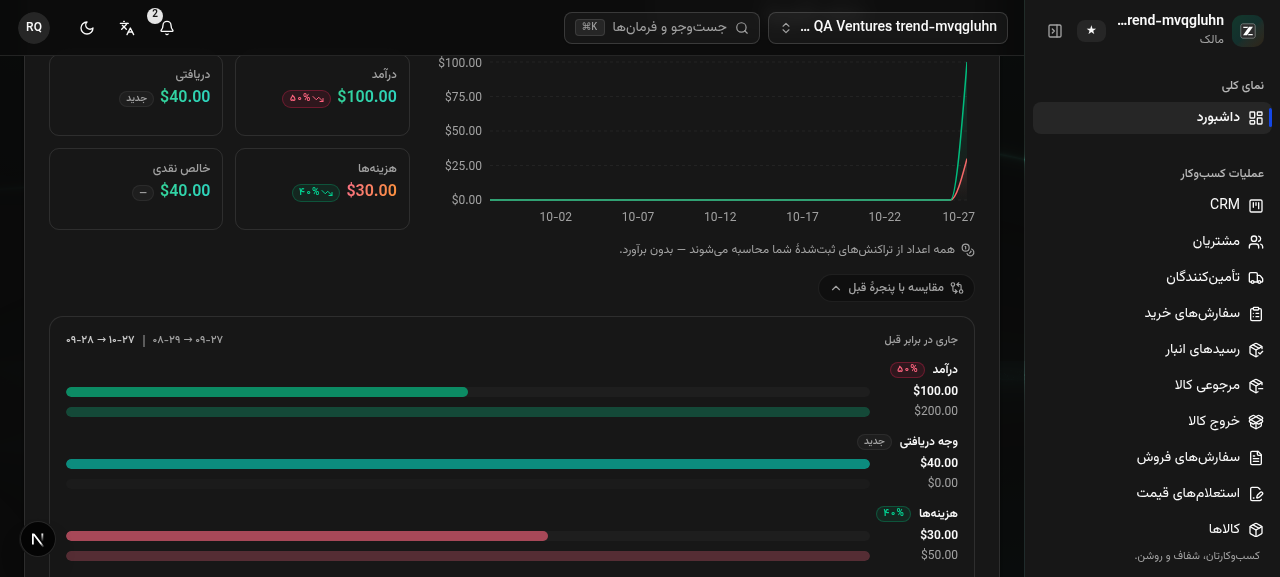 …rend-mvqgluhn
مالک
نمای کلی
داشبورد
عملیات کسب‌وکار
CRM
مشتریان
تأمین‌کنندگان
سفارش‌های خرید
رسیدهای انبار
مرجوعی کالا
خروج کالا
سفارش‌های فروش
استعلام‌های قیمت
کالاها
کسب‌وکارتان، شفاف و روشن.
QA Ventures trend-mvqgluhn …
جست‌وجو و فرمان‌ها ⌘K
2
RQ
$100.00
$75.00
$50.00
$25.00
$0.00
10-02 10-07 10-12 10-17 10-22 10-27
درآمد
$100.00 ۵۰%
دریافتی
$40.00 جدید
هزینه‌ها
$30.00 ۴۰%
خالص نقدی
$40.00 —
همه اعداد از تراکنش‌های ثبت‌شدهٔ شما محاسبه می‌شوند — بدون برآورد.
مقایسه با پنجرهٔ قبل
جاری در برابر قبل
۰۹-۲۸ → ۱۰-۲۷ | ۰۸-۲۹ → ۰۹-۲۷
درآمد ۵۰%
$100.00
$200.00
وجه دریافتی جدید
$40.00
$0.00
هزینه‌ها ۴۰%
$30.00
$50.00
N